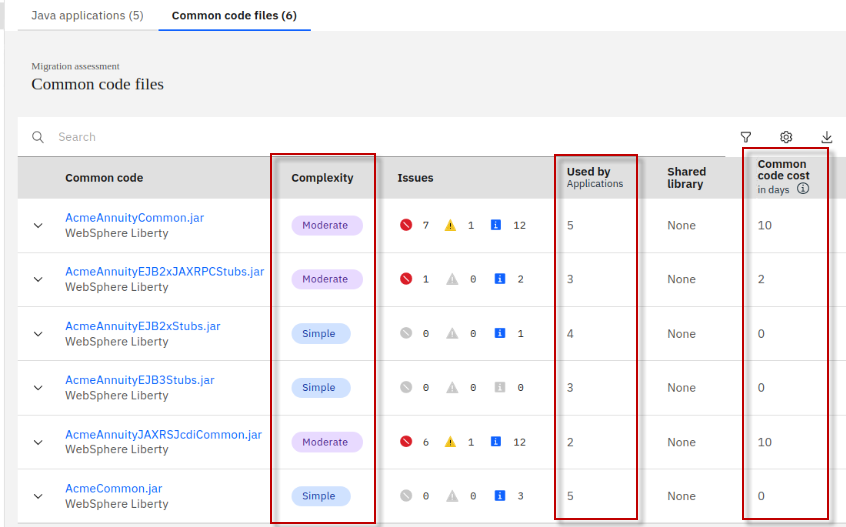 Java applications (5) Common code files (6)
Migration assessment
Common code files
Search
Common code Complexity Issues Used by Applications Shared library Common code cost in days
AcmeAnnuityCommon.jar Moderate 7 1 12 5 None 10
WebSphere Liberty
AcmeAnnuityEJB2xJAXRPCStubs.jar Moderate 1 0 2 3 None 2
WebSphere Liberty
AcmeAnnuityEJB2xStubs.jar Simple 0 0 1 4 None 0
WebSphere Liberty
AcmeAnnuityEJB3Stubs.jar Simple 0 0 0 3 None 0
WebSphere Liberty
AcmeAnnuityJAXRSJcdiCommon.jar Moderate 6 1 12 2 None 10
WebSphere Liberty
AcmeCommon.jar Simple 0 0 3 5 None 0
WebSphere Liberty